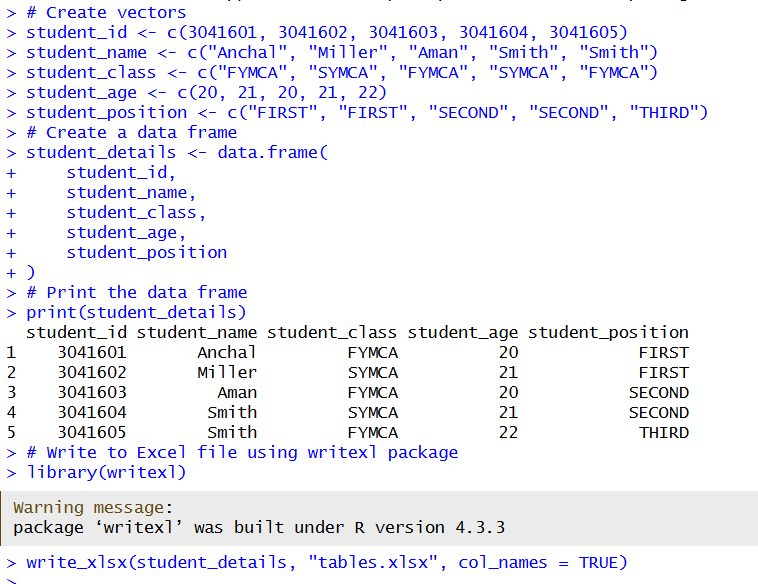 > # Create vectors
> student_id <- c(3041601, 3041602, 3041603, 3041604, 3041605)
> student_name <- c("Anchal", "Miller", "Aman", "Smith", "Smith")
> student_class <- c("FYMCA", "SYMCA", "FYMCA", "SYMCA", "FYMCA")
> student_age <- c(20, 21, 20, 21, 22)
> student_position <- c("FIRST", "FIRST", "SECOND", "SECOND", "THIRD")
> # Create a data frame
> student_details <- data.frame(
+     student_id,
+     student_name,
+     student_class,
+     student_age,
+     student_position
+ )
> # Print the data frame
> print(student_details)
  student_id student_name student_class student_age student_position
1    3041601       Anchal         FYMCA          20            FIRST
2    3041602       Miller         SYMCA          21            FIRST
3    3041603         Aman         FYMCA          20           SECOND
4    3041604        Smith         SYMCA          21           SECOND
5    3041605        Smith         FYMCA          22            THIRD
> # Write to Excel file using writexl package
> library(writexl)
Warning message:
package ‘writexl’ was built under R version 4.3.3
> write_xlsx(student_details, "tables.xlsx", col_names = TRUE)
>